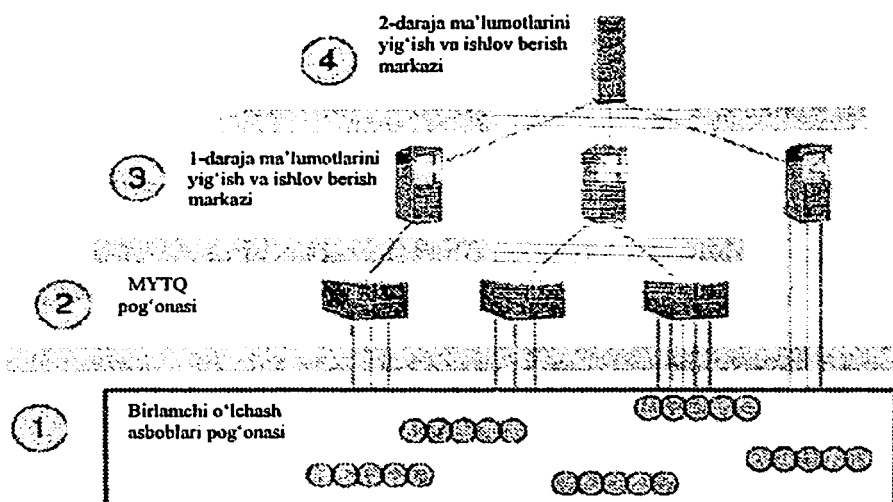 4
2-daraja ma'lumotlarini
yig‘ish va ishlov berish
markazi
3
1-daraja ma'lumotlarini
yig‘ish va ishlov berish
markazi
2
MYTQ
pog‘onasi
1
Birlamchi o‘lchash
asboblari pog‘onasi